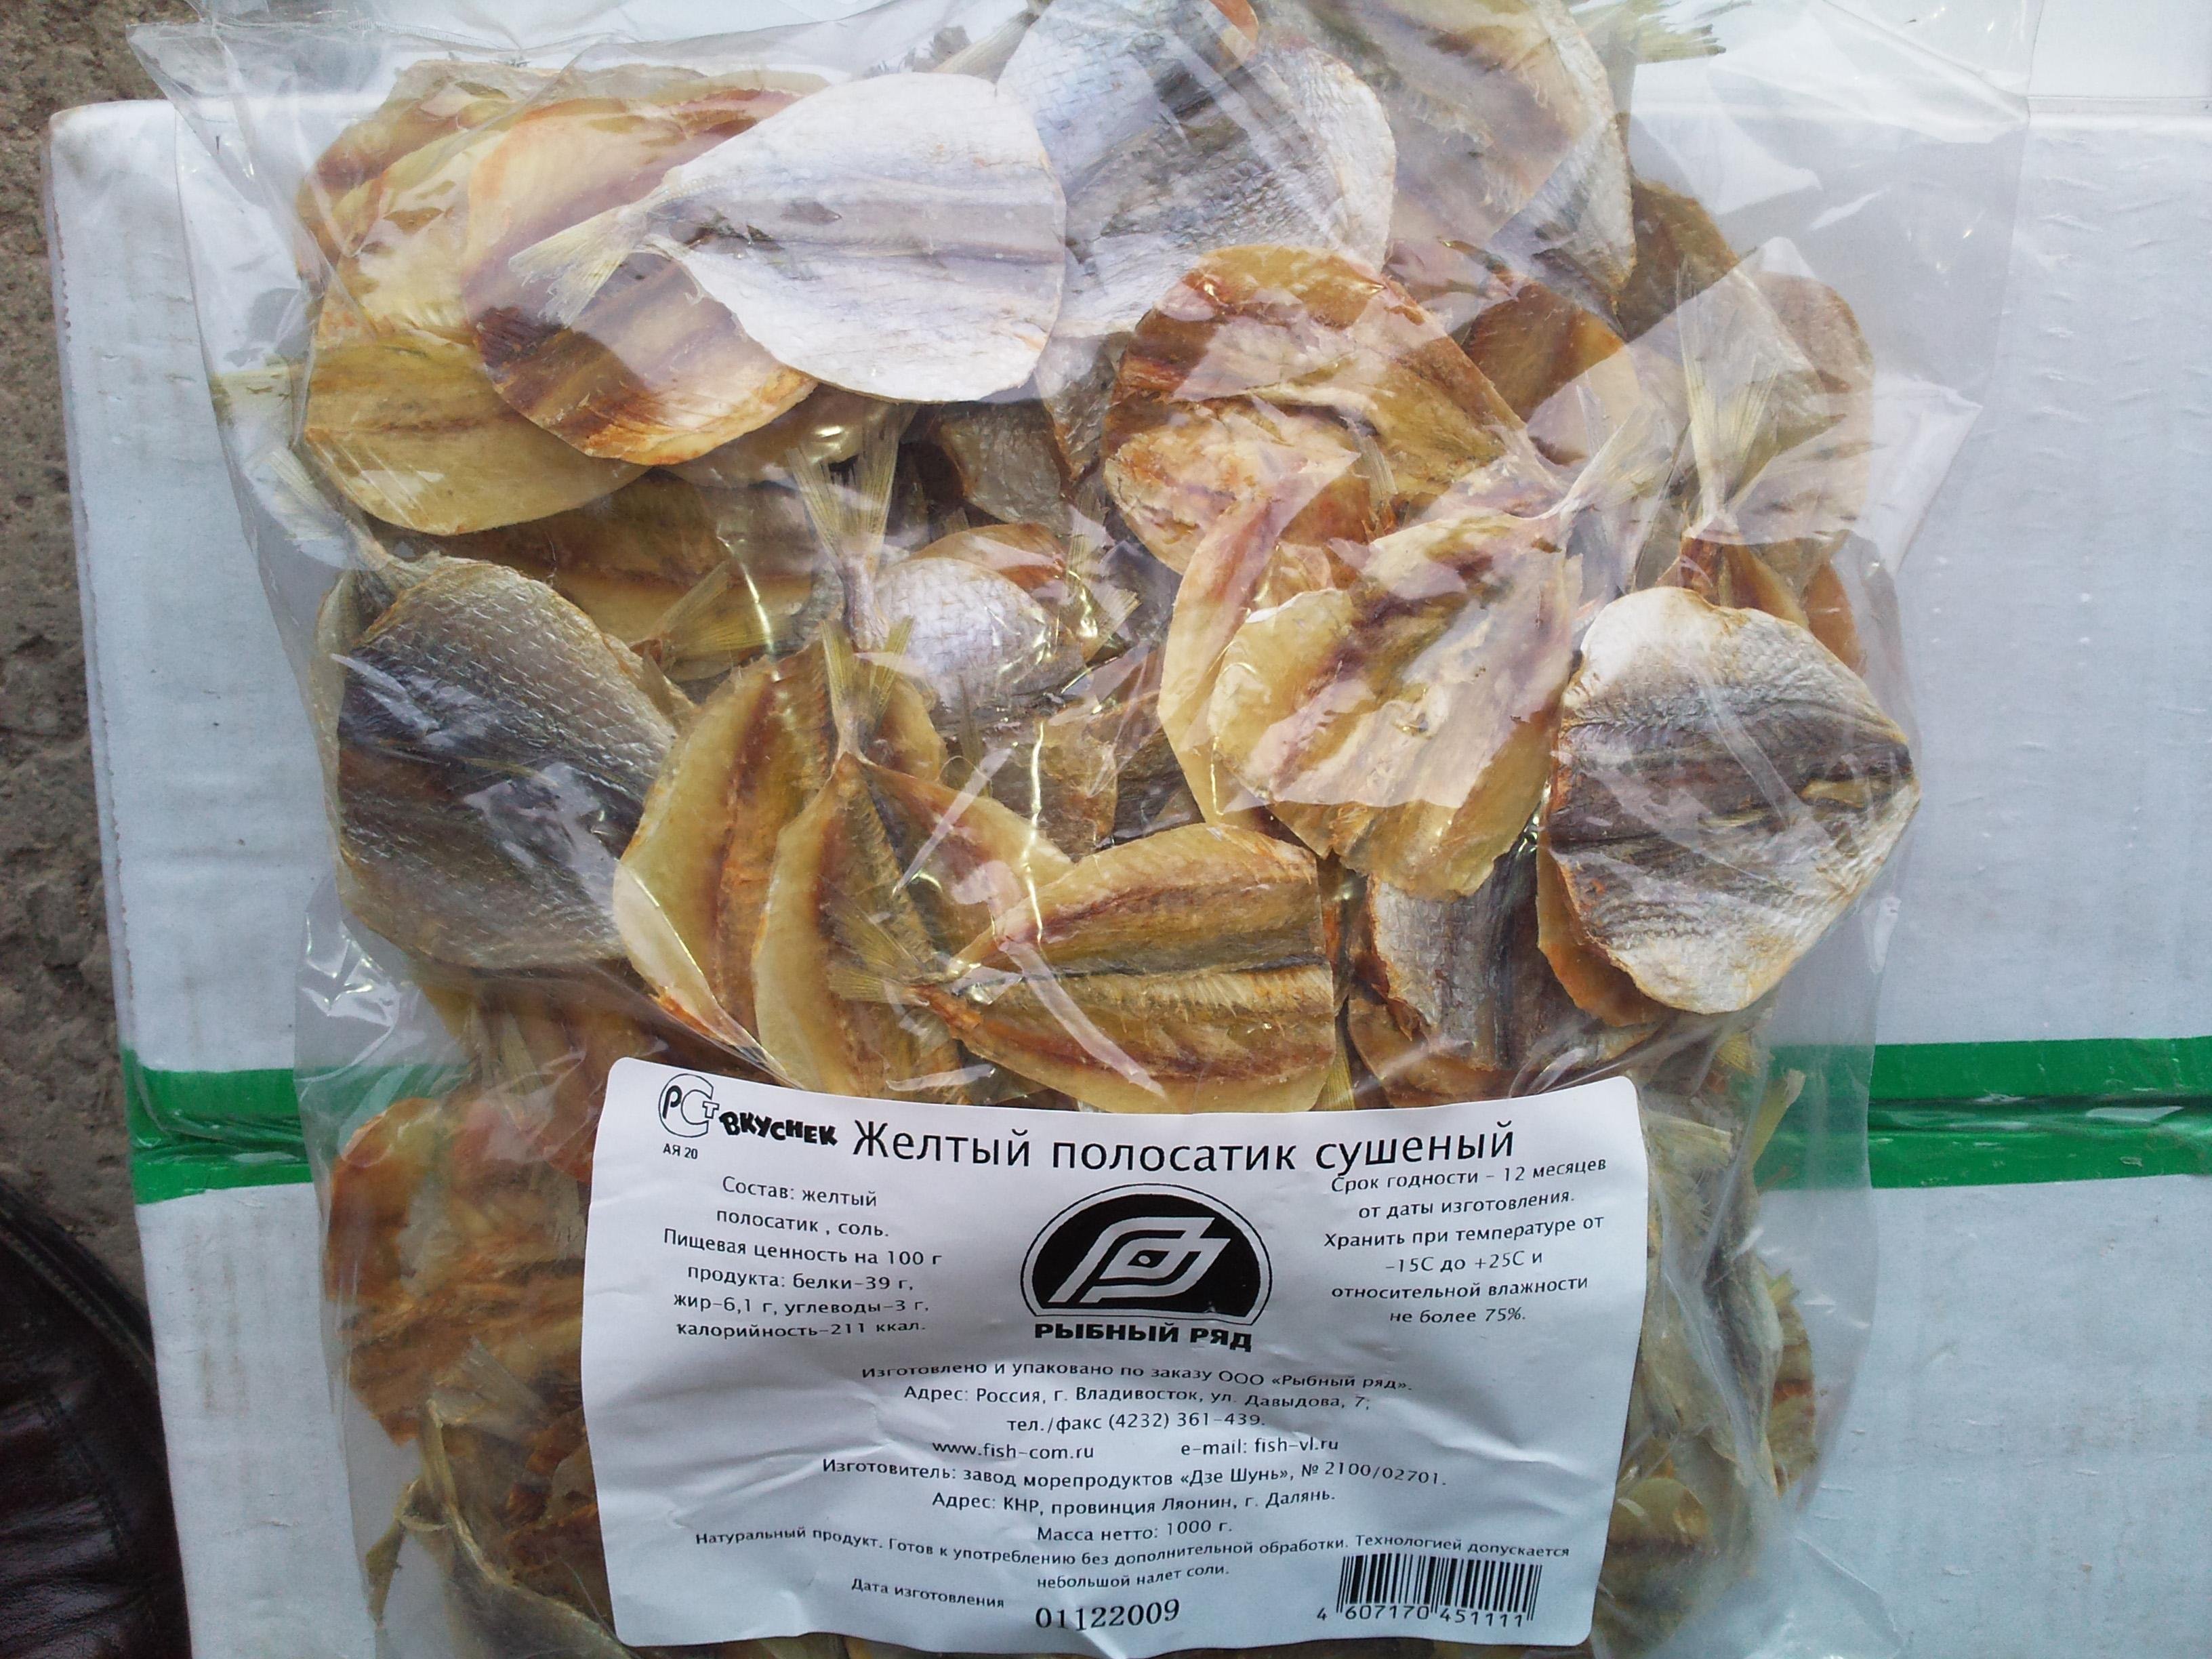 РСТ
АЯ 20
ВКУСНЕК
Желтый полосатик сушеный
Состав: желтый
полосатик , соль.
Пищевая ценность на 100 г
продукта: белки-39 г,
жир-6,1 г, углеводы-3 г,
калорийность-211 ккал.
РЫБНЫЙ РЯД
Срок годности - 12 месяцев
от даты изготовления.
Хранить при температуре от
-15С до +25С и
относительной влажности
не более 75%.
Изготовлено и упаковано по заказу ООО «Рыбный ряд».
Адрес: Россия, г. Владивосток, ул. Давыдова, 7;
тел./факс (4232) 361-439.
www.fish-com.ru e-mail: fish-vl.ru
Изготовитель: завод морепродуктов «Дзе Шунь», № 2100/02701.
Адрес: КНР, провинция Ляонин, г. Далянь.
Масса нетто: 1000 г.
Натуральный продукт. Готов к употреблению без дополнительной обработки. Технологией допускается
небольшой налет соли.
Дата изготовления
01122009
4 607170 451111